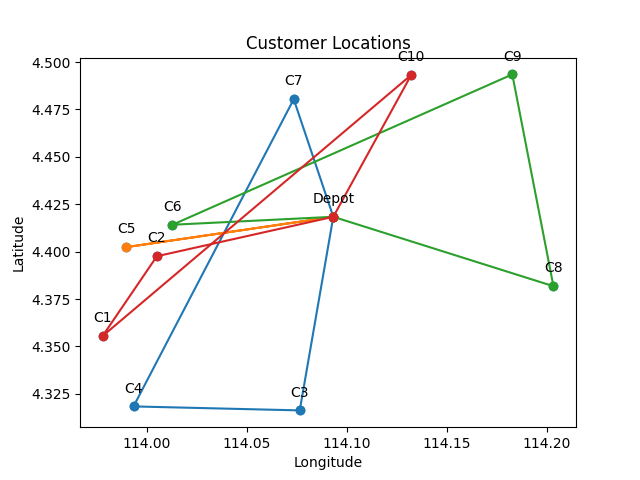 Customer Locations
C10
C9
4.500
C7
4.475
4.450
4.425
Depot
C6
C5
C2
4.400
C8
4.375
C1
4.350
C4
C3
4.325
114.00
114.05
114.10
114.15
114.20
Longitude
Latitude